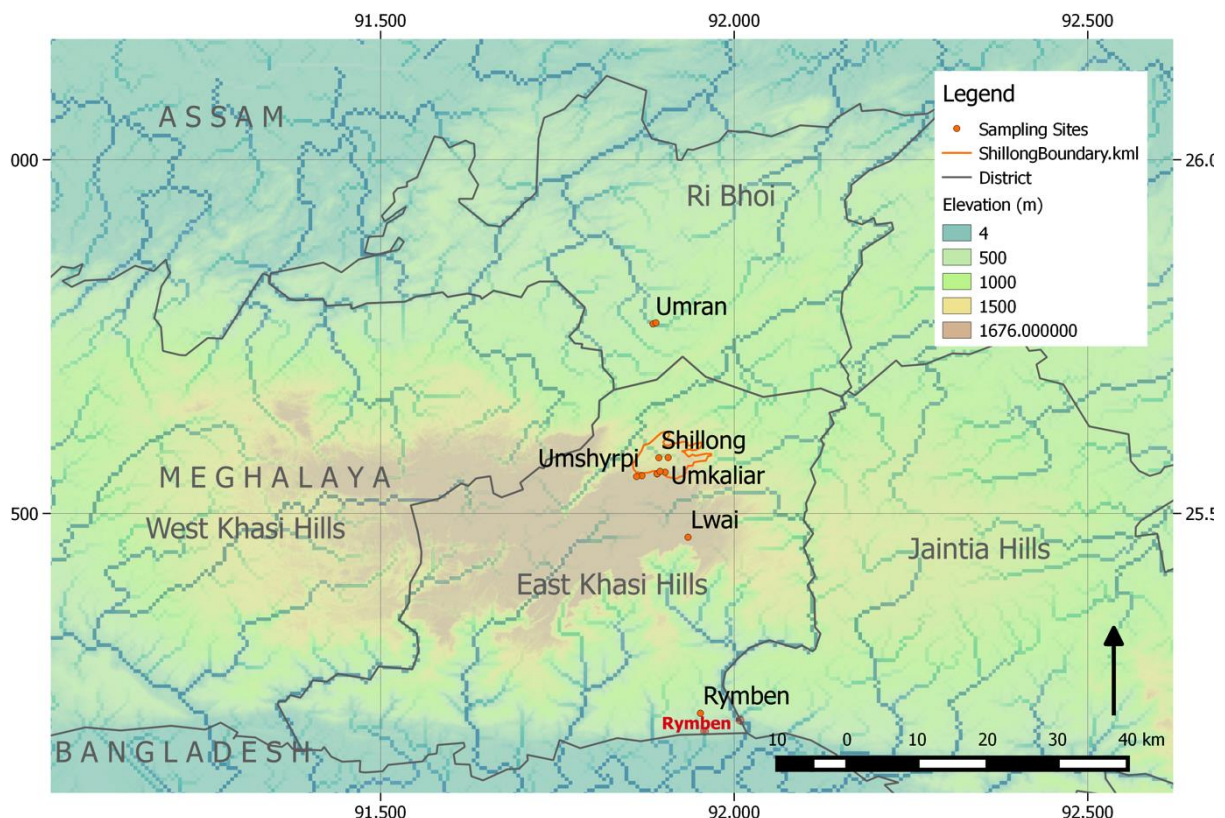 91.500 92.000 92.500
Legend
Sampling Sites
ShillongBoundary.kml
District
Elevation (m)
4
500
1000
1500
1676.000000
ASSAM
000
26.0
Ri Bhoi
Umran
Shillong
Umshyrpi
Umkaliar
MEGHALAYA
West Khasi Hills
500
25.5
Lwai
Jaintia Hills
East Khasi Hills
Rymben
Rymben
BANGLADESH
10 0 10 20 30 40 km
91.500 92.000 92.500